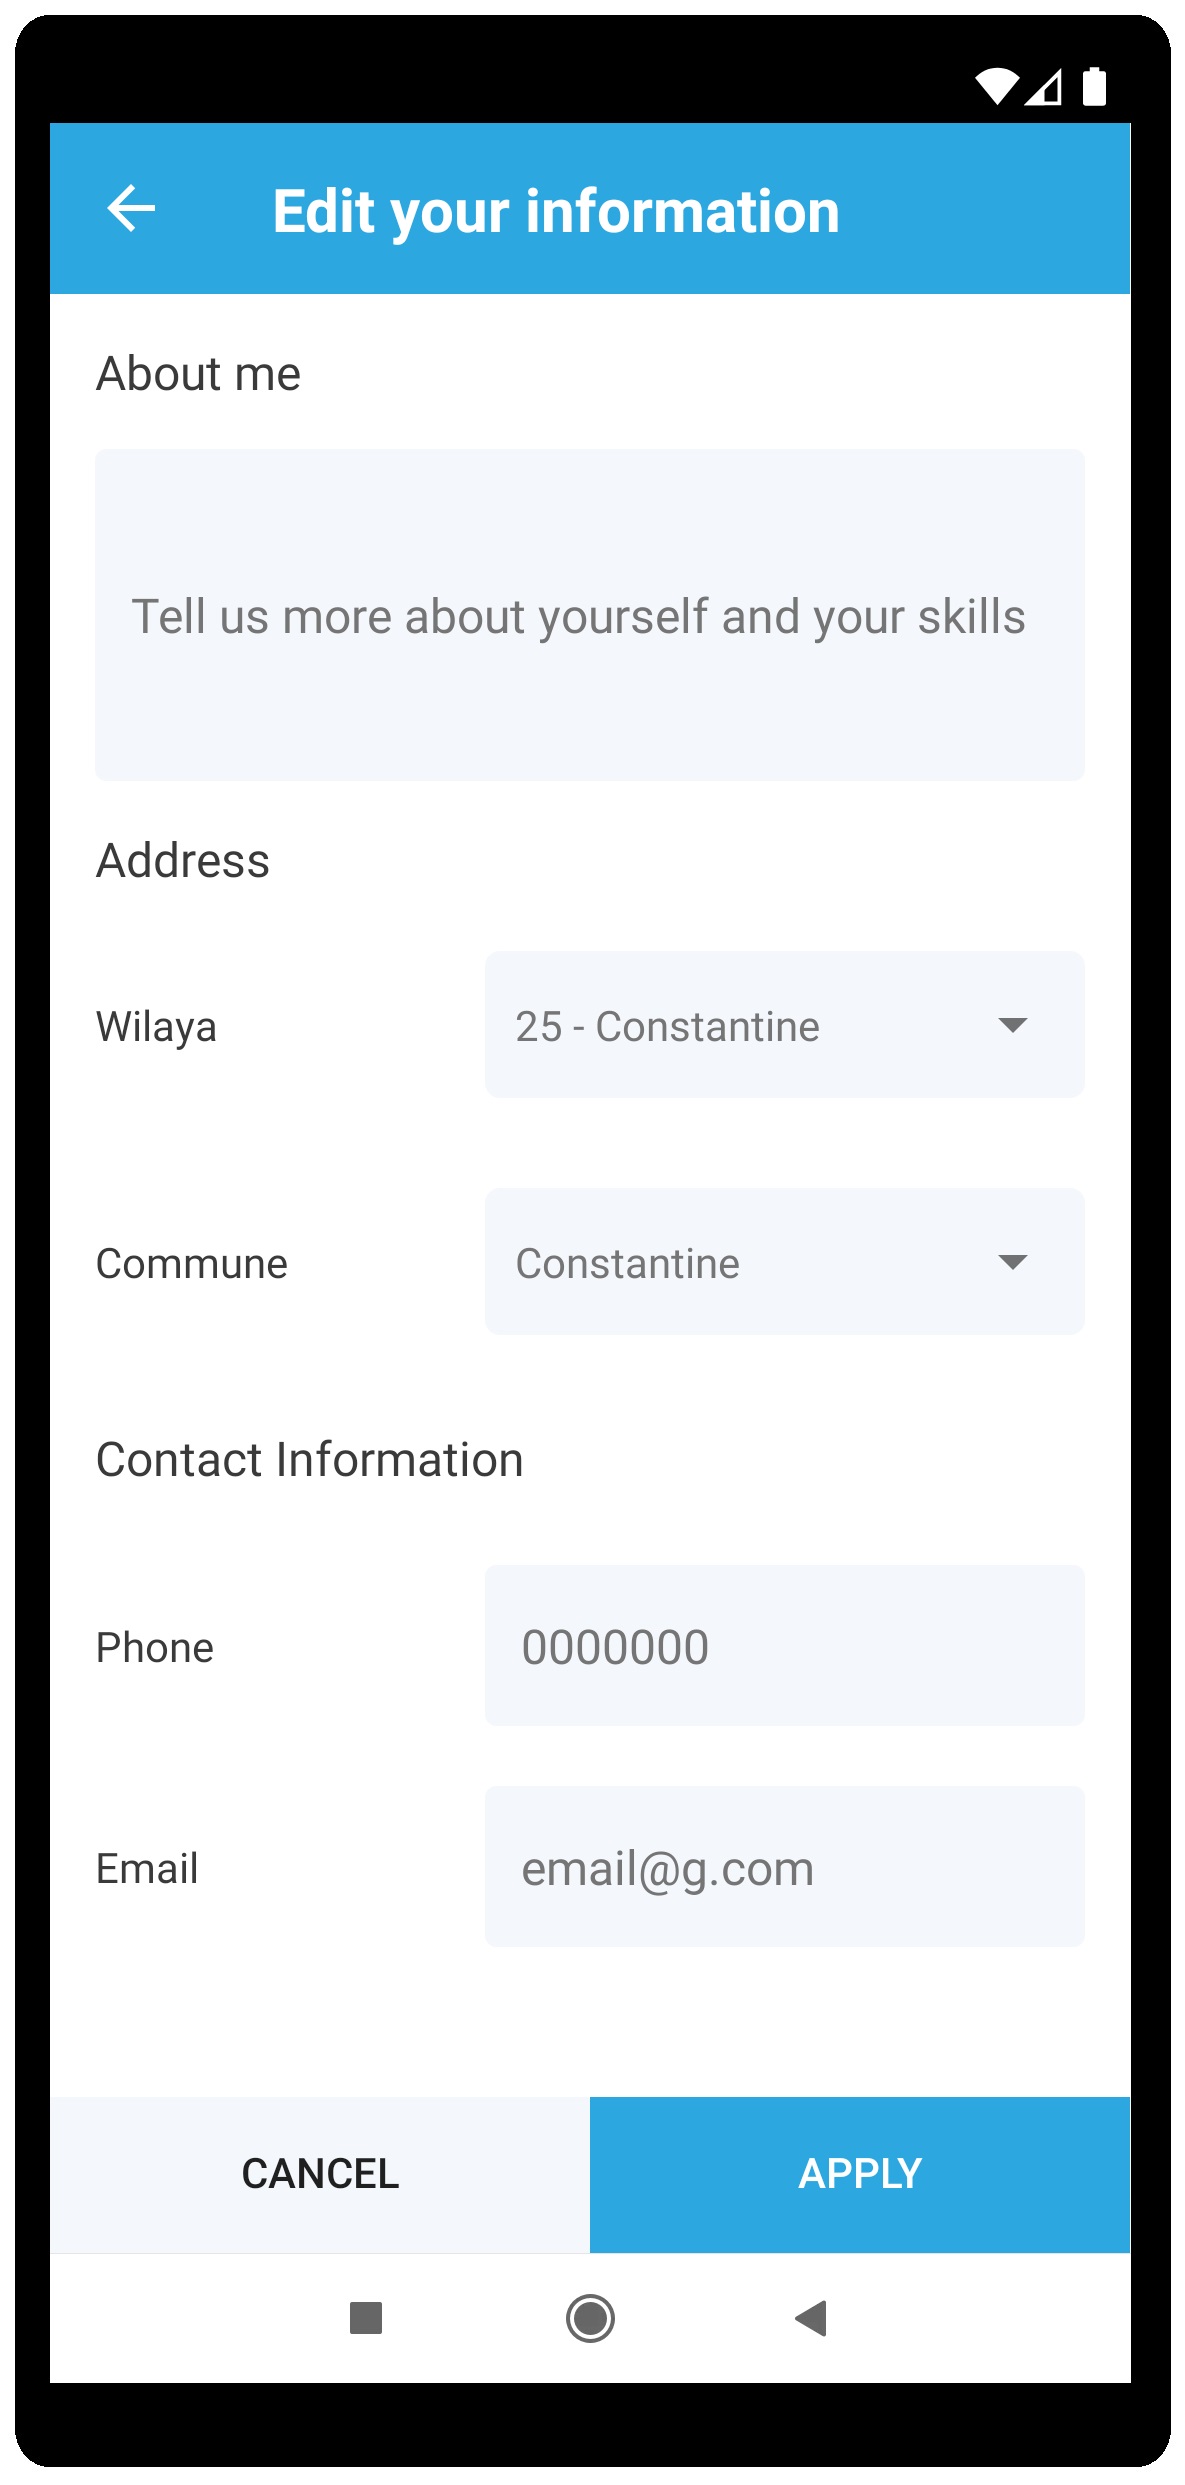 Edit your information
About me
Tell us more about yourself and your skills
Address
Wilaya
25 - Constantine
Commune
Constantine
Contact Information
Phone
0000000
Email
email@g.com
CANCEL
APPLY